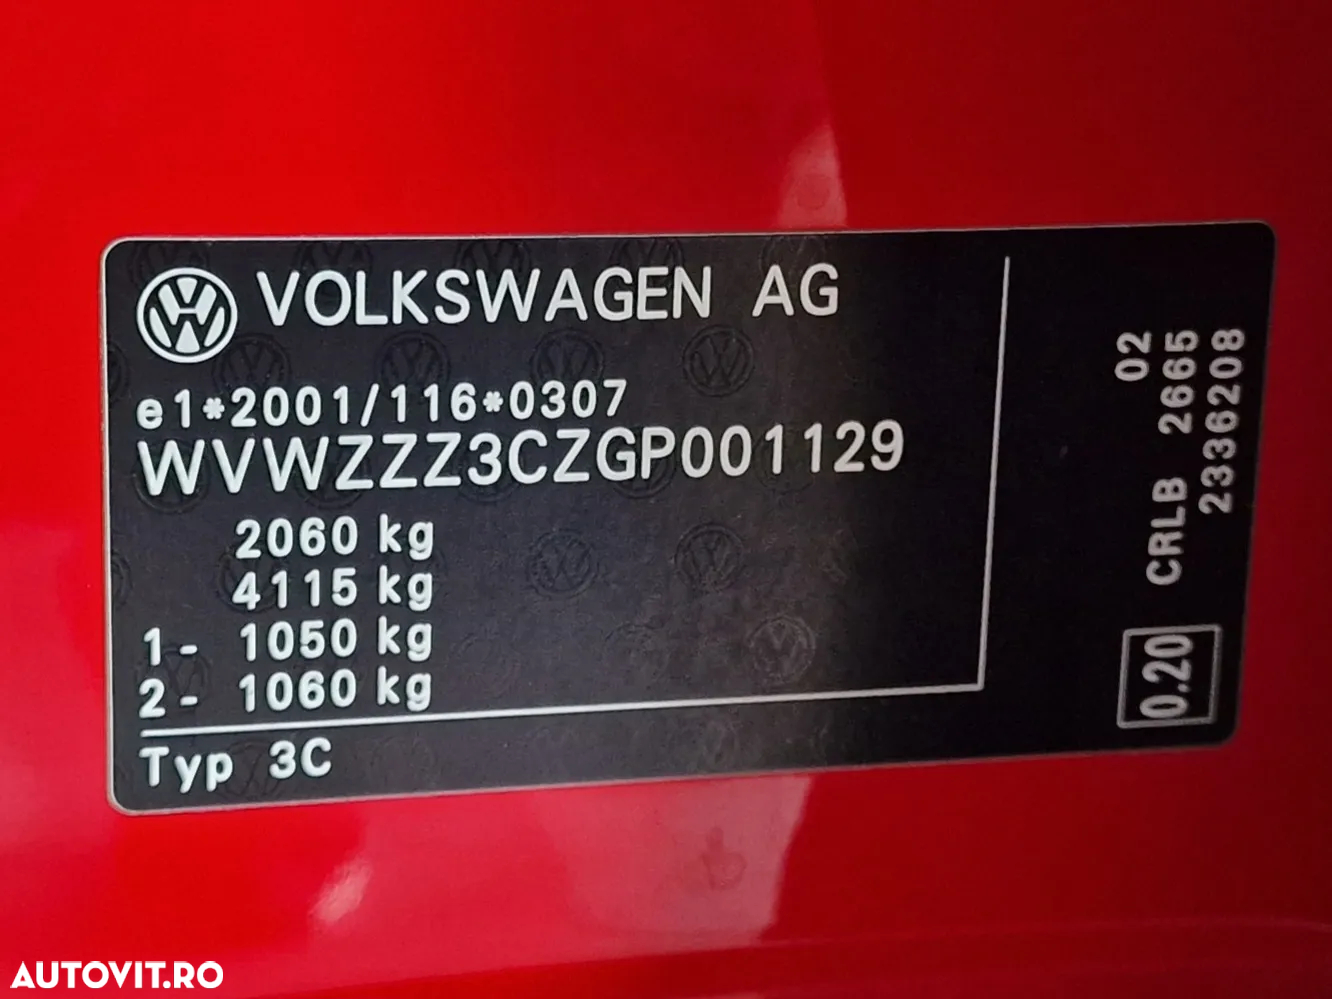 VOLKSWAGEN AG
e1*2001/116*0307
WVWZZZ3CZGP001129
2060 kg
4115 kg
1- 1050 kg
2- 1060 kg
Typ 3C
02
CRLB 2665
2336208
0.20
AUTOVIT.RO